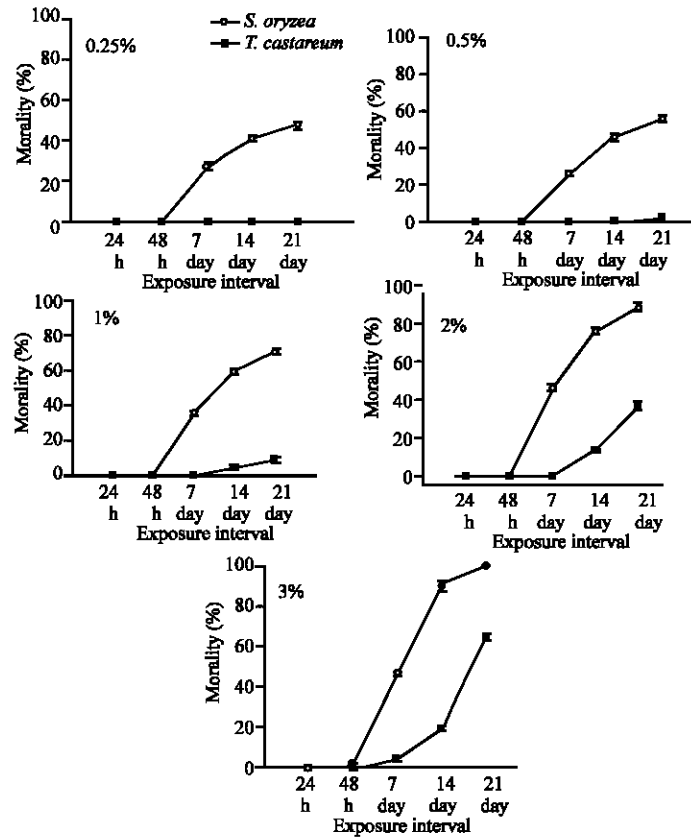 S. oryzea
T. castareum
0.25%
Morality (%)
100
80
60
40
20
0
24 h
48 h
7 day
14 day
21 day
Exposure interval
0.5%
Morality (%)
100
80
60
40
20
0
24 h
48 h
7 day
14 day
21 day
Exposure interval
1%
Morality (%)
100
80
60
40
20
0
24 h
48 h
7 day
14 day
21 day
Exposure interval
2%
Morality (%)
100
80
60
40
20
0
24 h
48 h
7 day
14 day
21 day
Exposure interval
3%
Morality (%)
100
80
60
40
20
0
24 h
48 h
7 day
14 day
21 day
Exposure interval